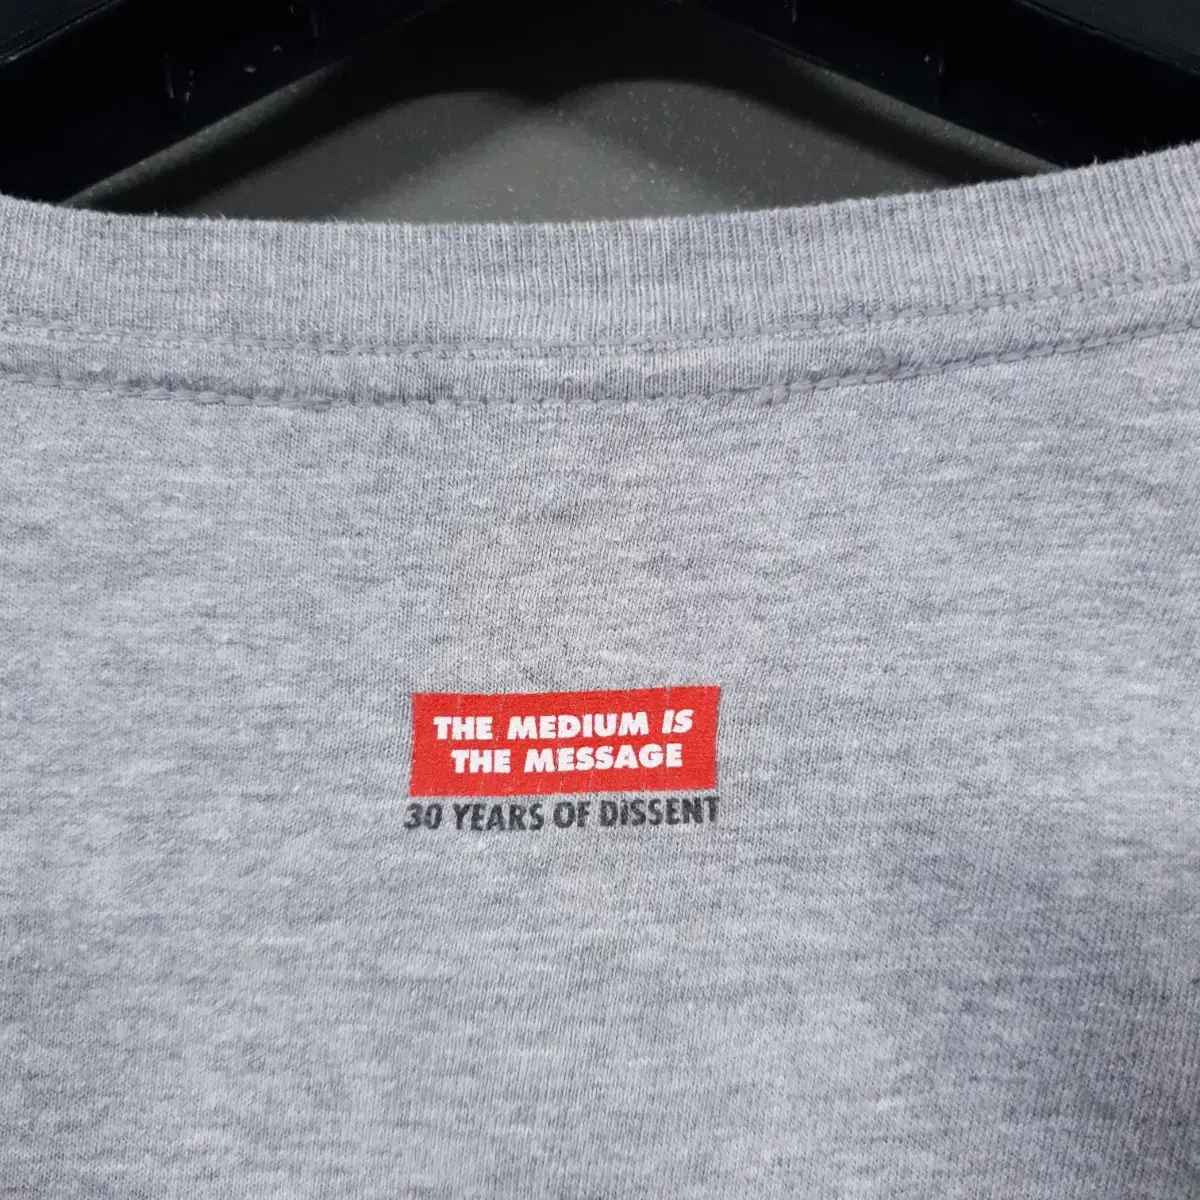 THE MEDIUM IS
THE MESSAGE
30 YEARS OF DiSSENT